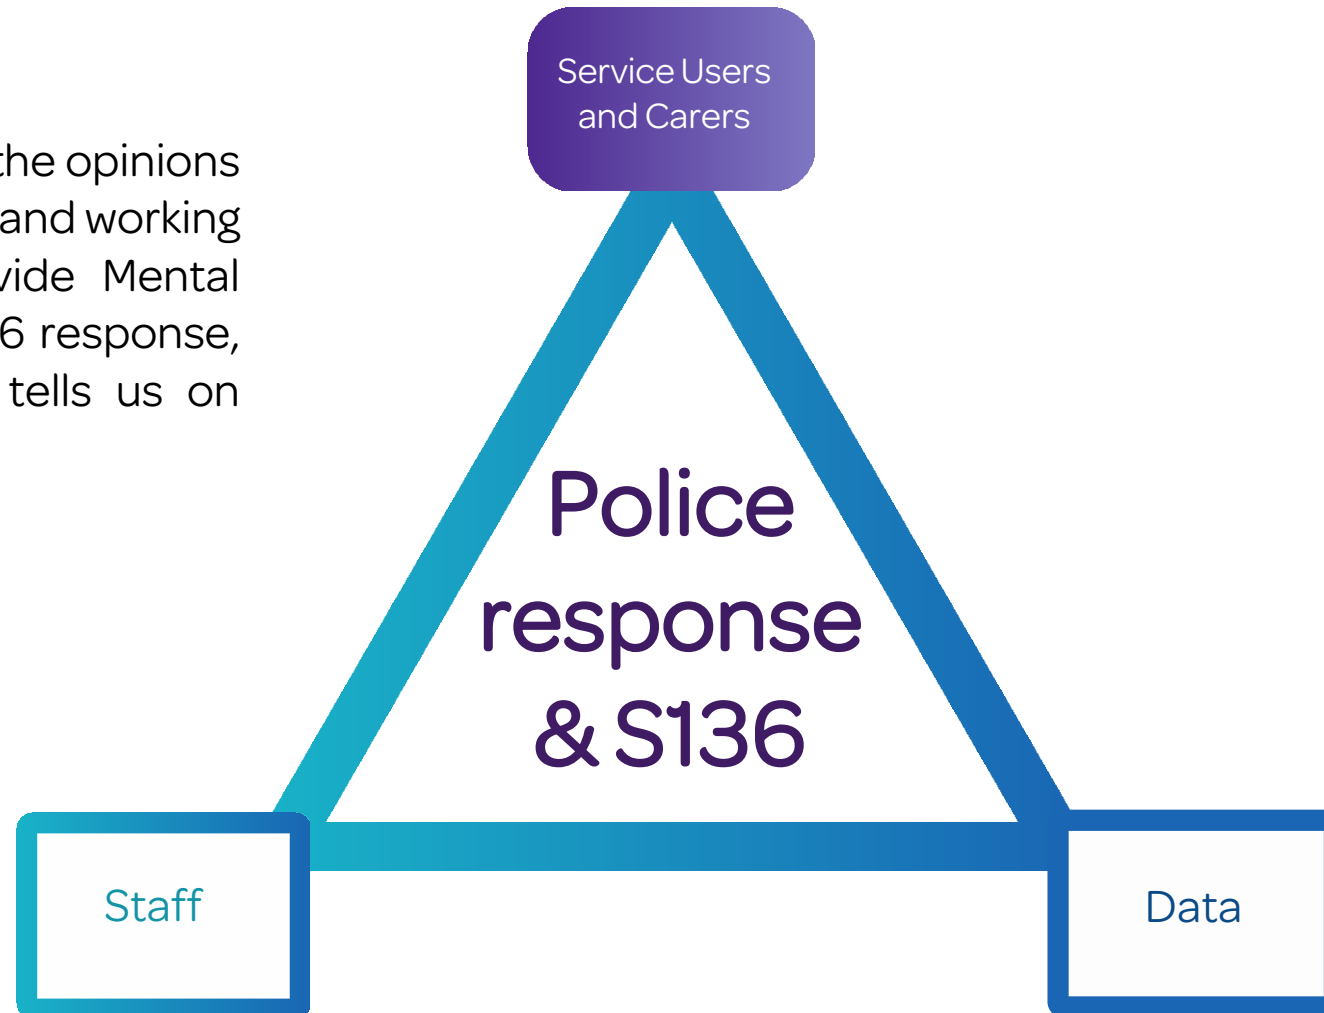 Service Users
and Carers
the opinions
and working
vide Mental
6 response,
tells us on
Police
response
& S136
Staff
Data